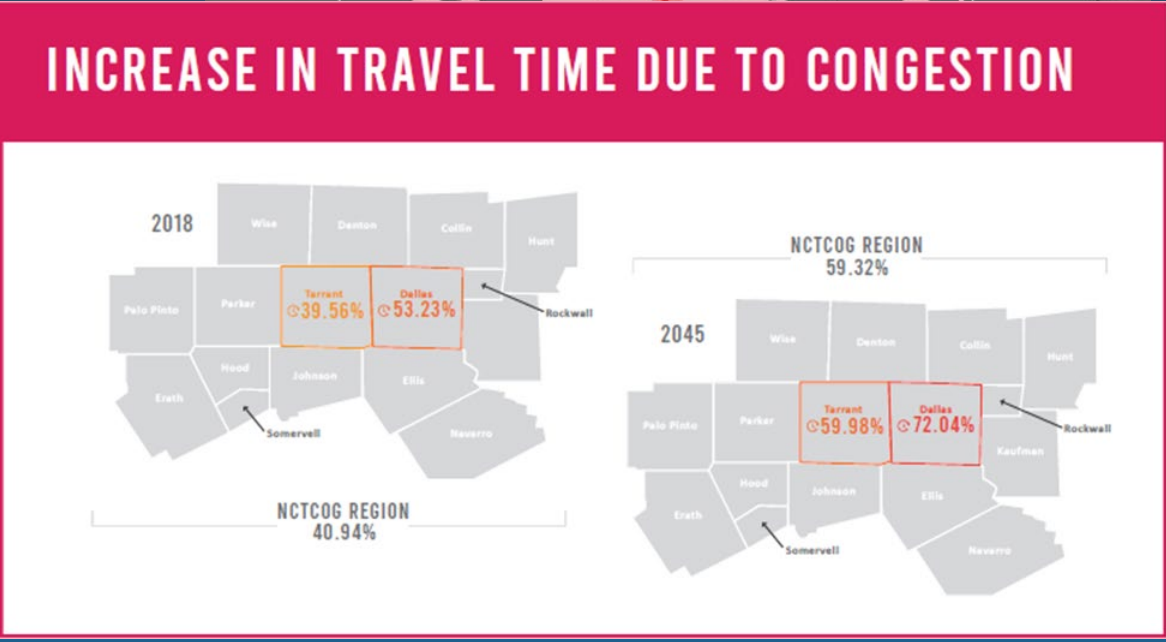 INCREASE IN TRAVEL TIME DUE TO CONGESTION
2018
Wise
Denton
Collin
Hunt
Palo Pinto
Parker
Tarrant
39.56%
Dallas
53.23%
Rockwall
Erath
Hood
Johnson
Ellis
Somervell
Navarro
NCTCOG REGION
40.94%
NCTCOG REGION
59.32%
2045
Wise
Denton
Collin
Hunt
Palo Pinto
Parker
Tarrant
59.98%
Dallas
72.04%
Rockwall
Kaufman
Erath
Hood
Johnson
Ellis
Somervell
Navarro